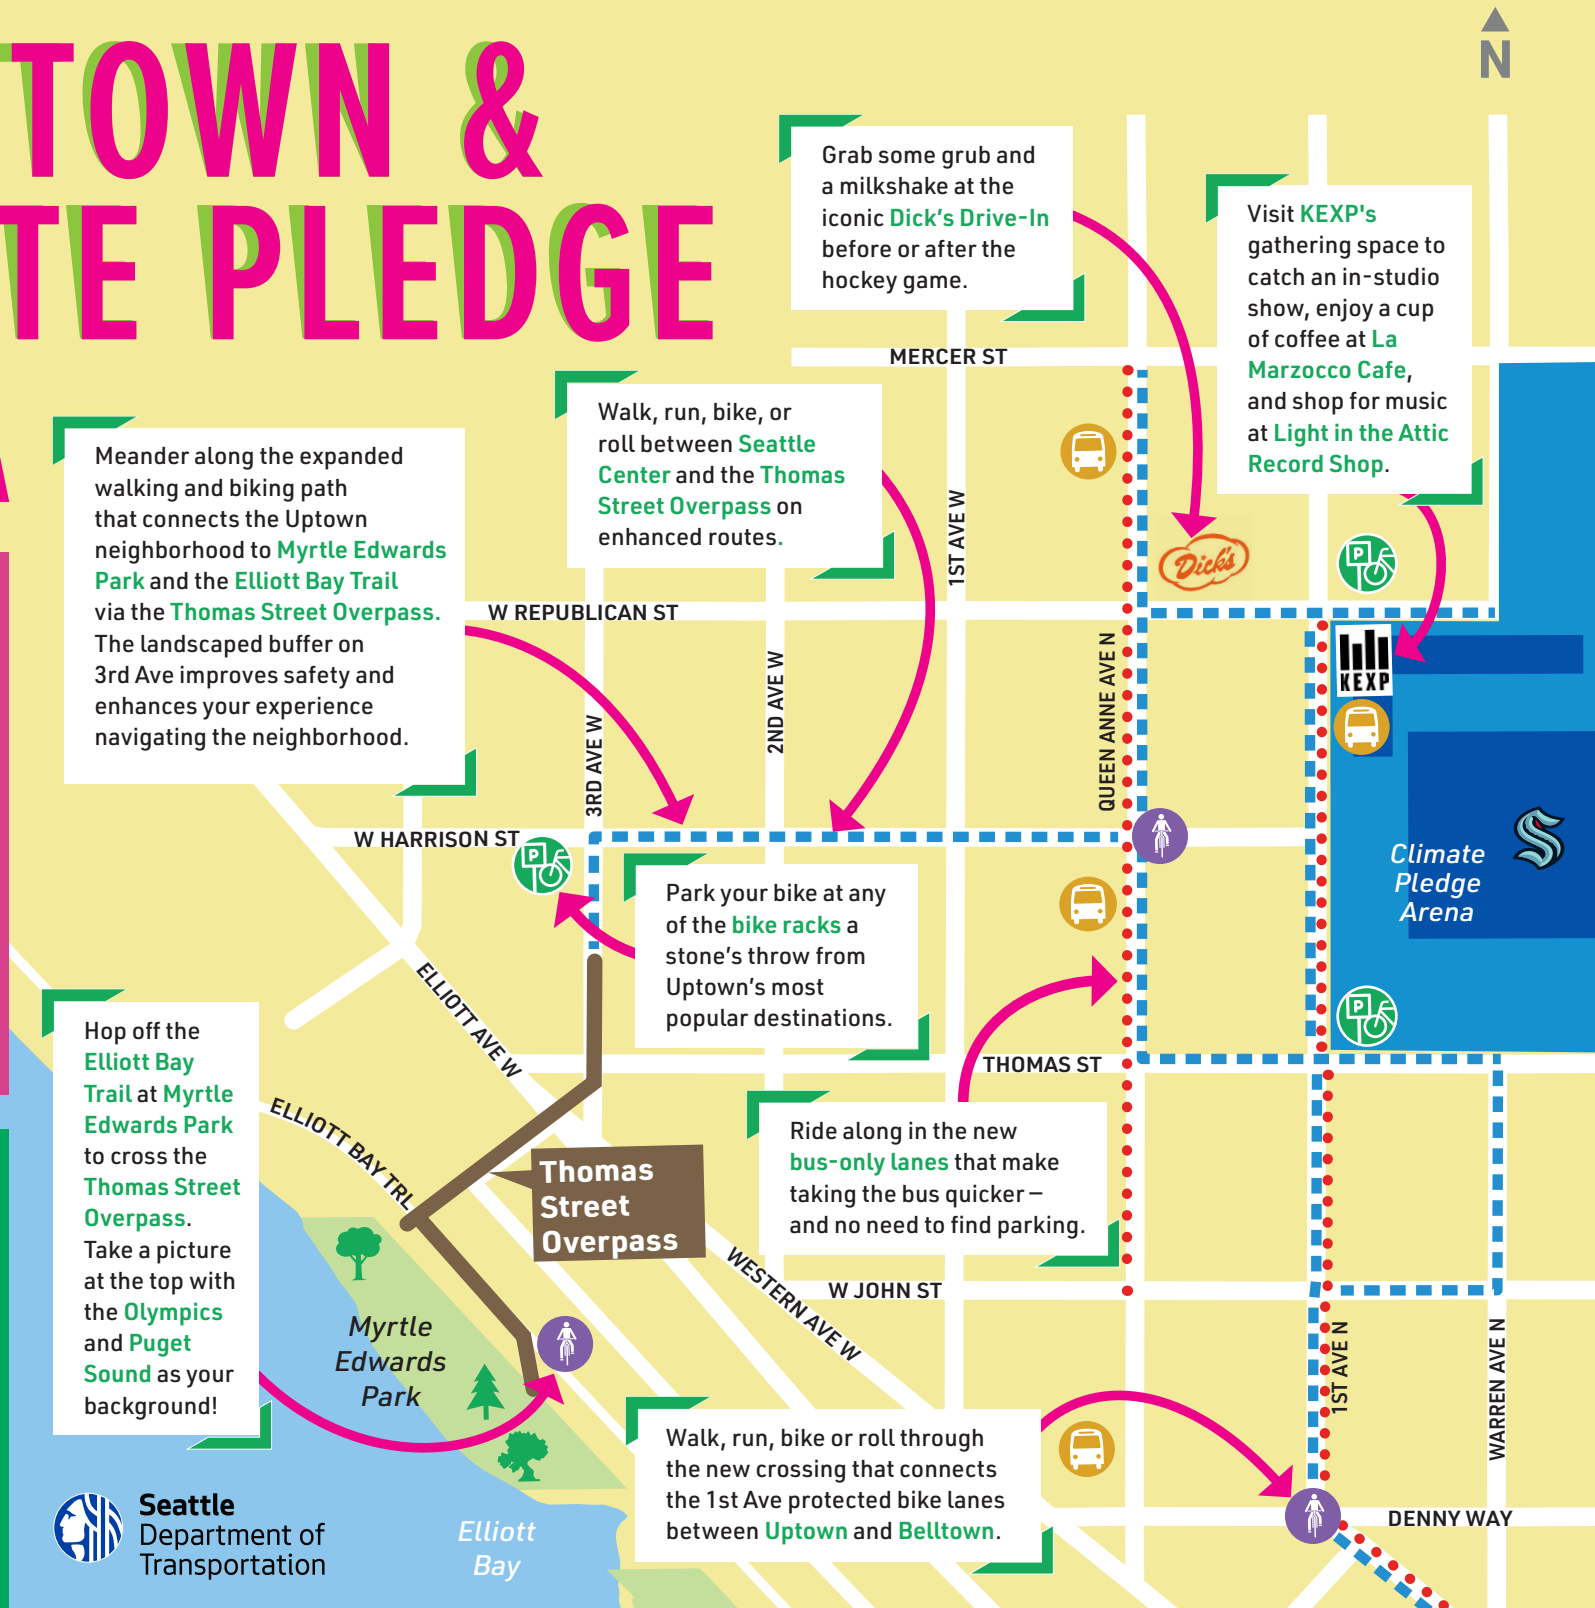 TOWN &
TE PLEDGE
N
Grab some grub and
a milkshake at the
iconic Dick's Drive-In
before or after the
hockey game.
Visit KEXP's
gathering space to
catch an in-studio
show, enjoy a cup
of coffee at La
Marzocco Cafe,
and shop for music
at Light in the Attic
Record Shop.
MERCER ST
Walk, run, bike, or
roll between Seattle
Center and the Thomas
Street Overpass on
enhanced routes.
Meander along the expanded
walking and biking path
that connects the Uptown
neighborhood to Myrtle Edwards
Park and the Elliott Bay Trail
via the Thomas Street Overpass.
The landscaped buffer on
3rd Ave improves safety and
enhances your experience
navigating the neighborhood.
1ST AVE W
Dick's
P
W REPUBLICAN ST
QUEEN ANNE AVE N
KEXP
2ND AVE W
3RD AVE W
W HARRISON ST
P
Climate
Pledge
Arena
S
Park your bike at any
of the bike racks a
stone's throw from
Uptown's most
popular destinations.
ELLIOTT AVE W
P
Hop off the
Elliott Bay
Trail at Myrtle
Edwards Park
to cross the
Thomas Street
Overpass.
Take a picture
at the top with
the Olympics
and Puget
Sound as your
background!
THOMAS ST
ELLIOTT BAY TRL
Thomas
Street
Overpass
Ride along in the new
bus-only lanes that make
taking the bus quicker –
and no need to find parking.
WESTERN AVE W
W JOHN ST
Myrtle
Edwards
Park
1ST AVE N
WARREN AVE N
Walk, run, bike or roll through
the new crossing that connects
the 1st Ave protected bike lanes
between Uptown and Belltown.
DENNY WAY
Seattle
Department of
Transportation
Elliott
Bay